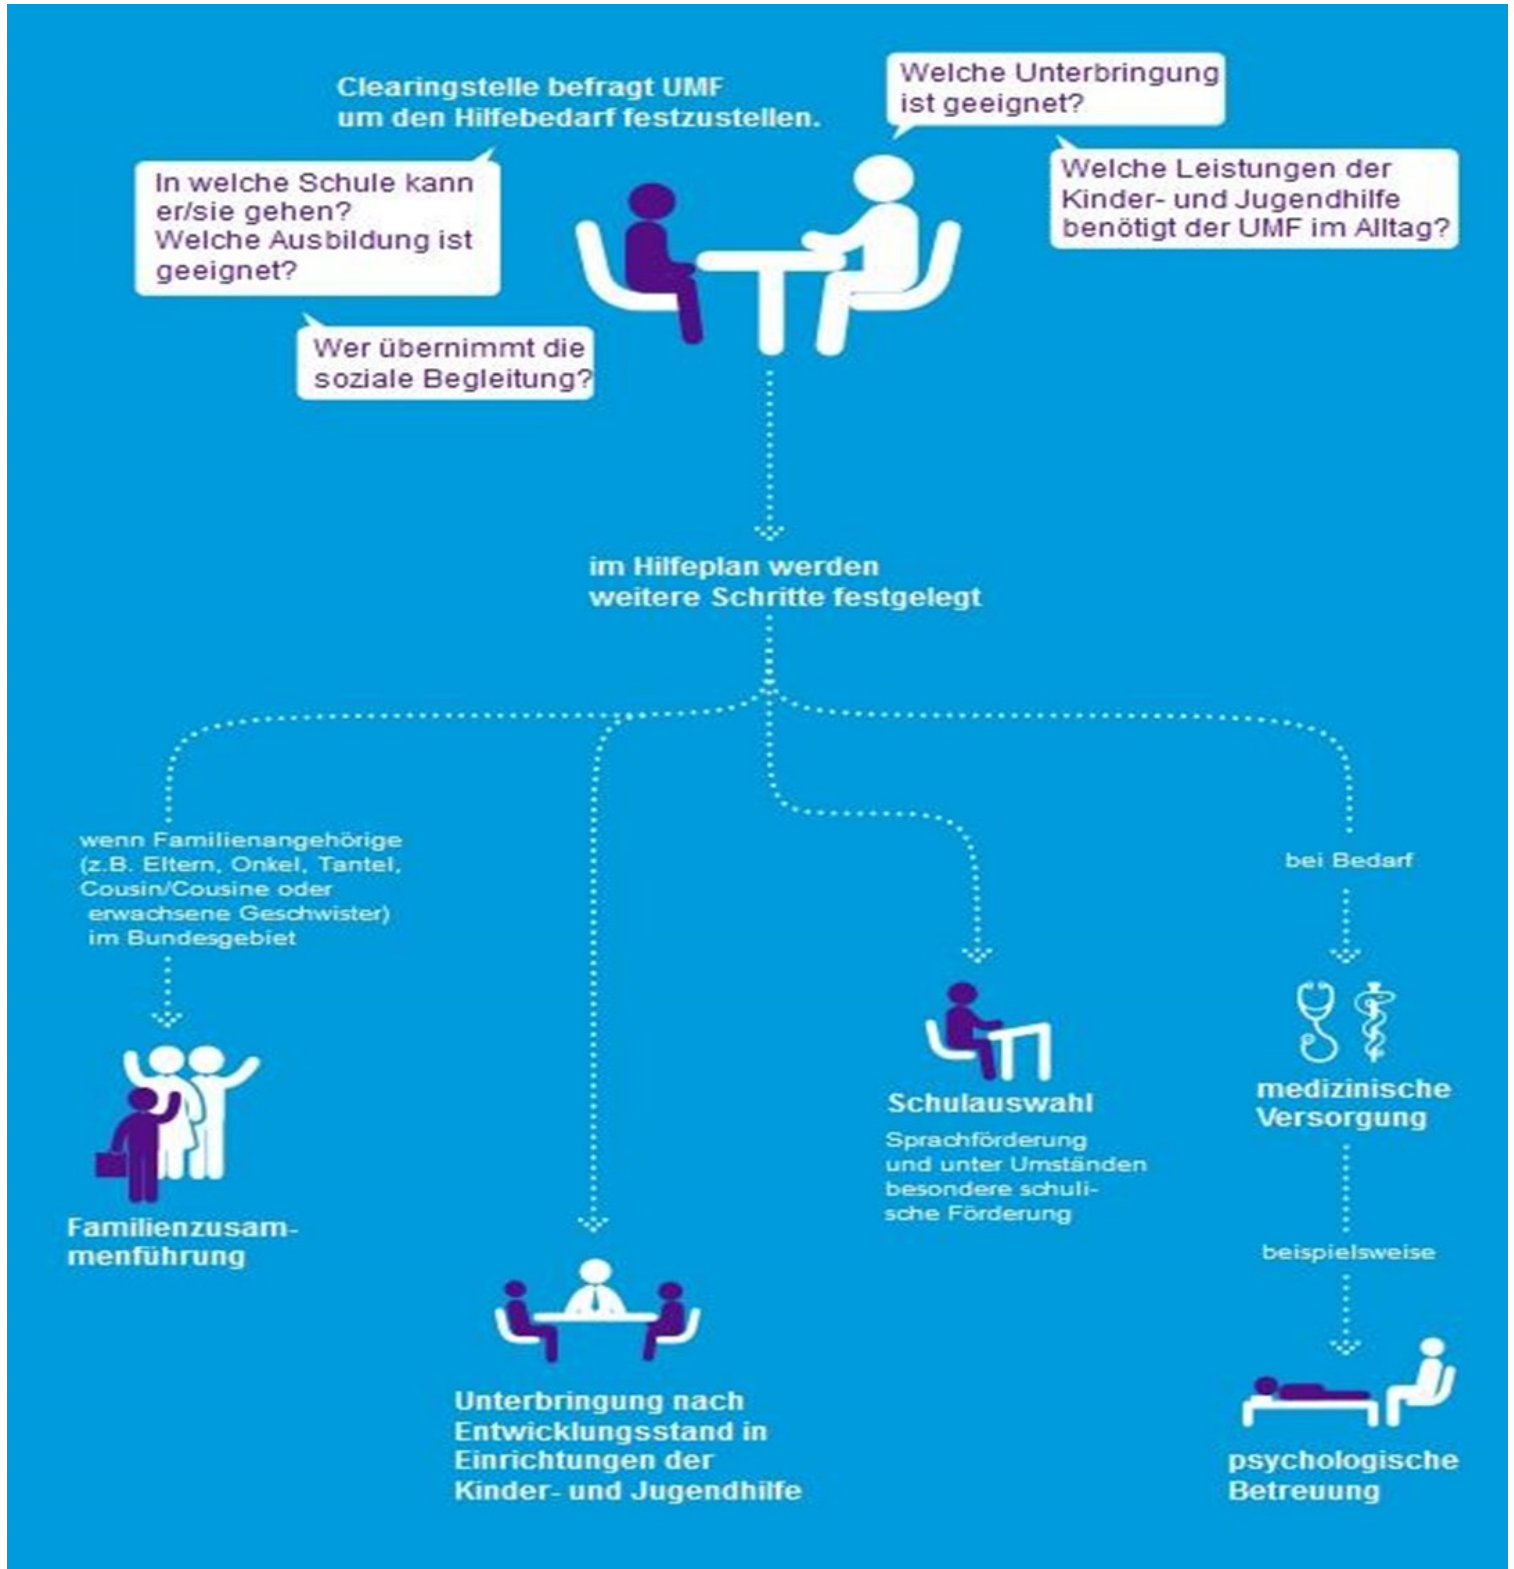 Clearingstelle befragt UMF
um den Hilfebedarf festzustellen.
Welche Unterbringung
ist geeignet?
In welche Schule kann
er/sie gehen?
Welche Ausbildung ist
geeignet?
Welche Leistungen der
Kinder- und Jugendhilfe
benötigt der UMF im Alltag?
Wer übernimmt die
soziale Begleitung?
im Hilfeplan werden
weitere Schritte festgelegt
wenn Familienangehörige
(z.B. Eltern, Onkel, Tantel,
Cousin/Cousine oder
erwachsene Geschwister)
im Bundesgebiet
Familienzusam-
menführung
Unterbringung nach
Entwicklungsstand in
Einrichtungen der
Kinder- und Jugendhilfe
Schulauswahl
Sprachförderung
und unter Umständen
besondere schuli-
sche Förderung
bei Bedarf
medizinische
Versorgung
beispielsweise
psychologische
Betreuung